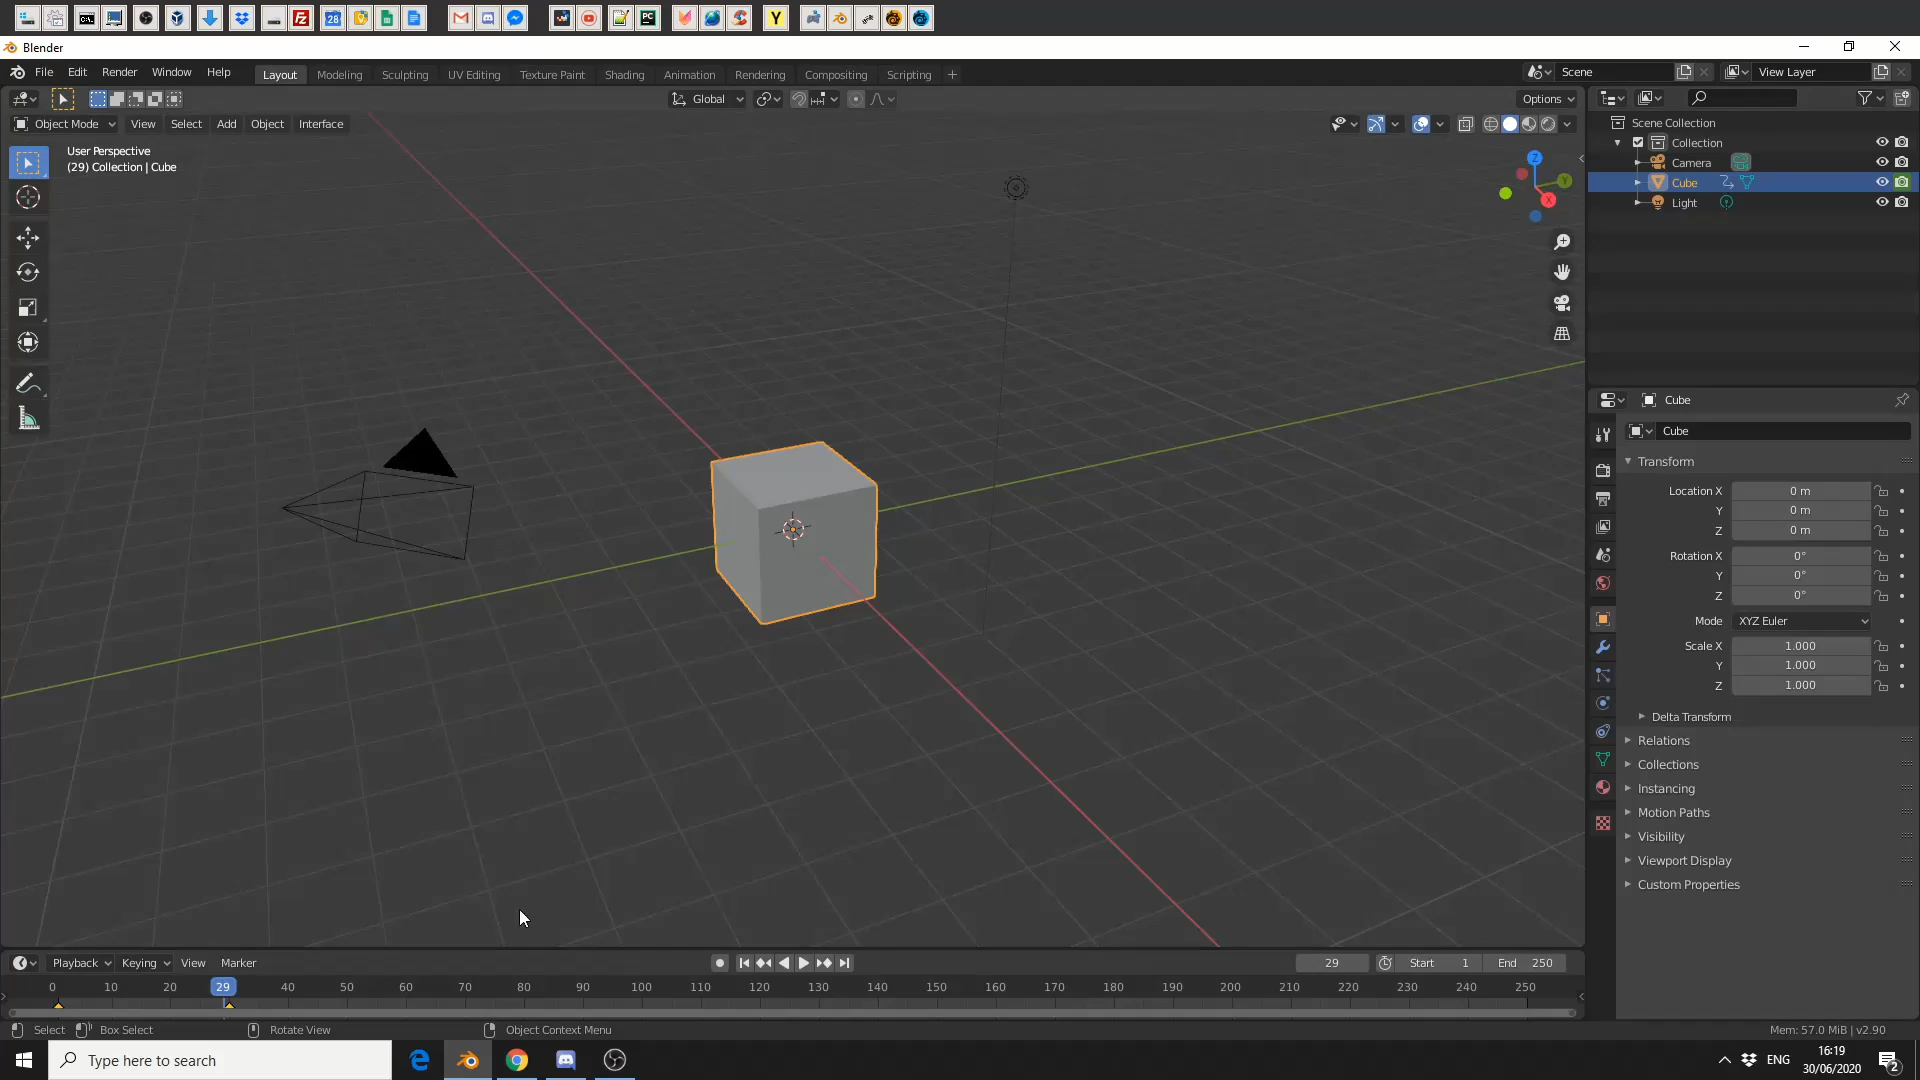 C:\
28
PC
Y
Blender
File Edit Render Window Help Layout Modeling Sculpting UV Editing Texture Paint Shading Animation Rendering Compositing Scripting + Scene View Layer
Global Options
Object Mode View Select Add Object Interface
User Perspective
(29) Collection | Cube
Z
Y
X
Scene Collection
Collection
Camera
Cube
Light
Cube
Cube
Transform
Location X 0 m
Y 0 m
Z 0 m
Rotation X 0°
Y 0°
Z 0°
Mode XYZ Euler
Scale X 1.000
Y 1.000
Z 1.000
Delta Transform
Relations
Collections
Instancing
Motion Paths
Visibility
Viewport Display
Custom Properties
Playback Keying View Marker 29 Start 1 End 250
0 10 20 29 40 50 60 70 80 90 100 110 120 130 140 150 160 170 180 190 200 210 220 230 240 250
Select Box Select Rotate View Object Context Menu Mem: 57.0 MiB | v2.90
Type here to search
ENG
16:19
30/06/2020
2